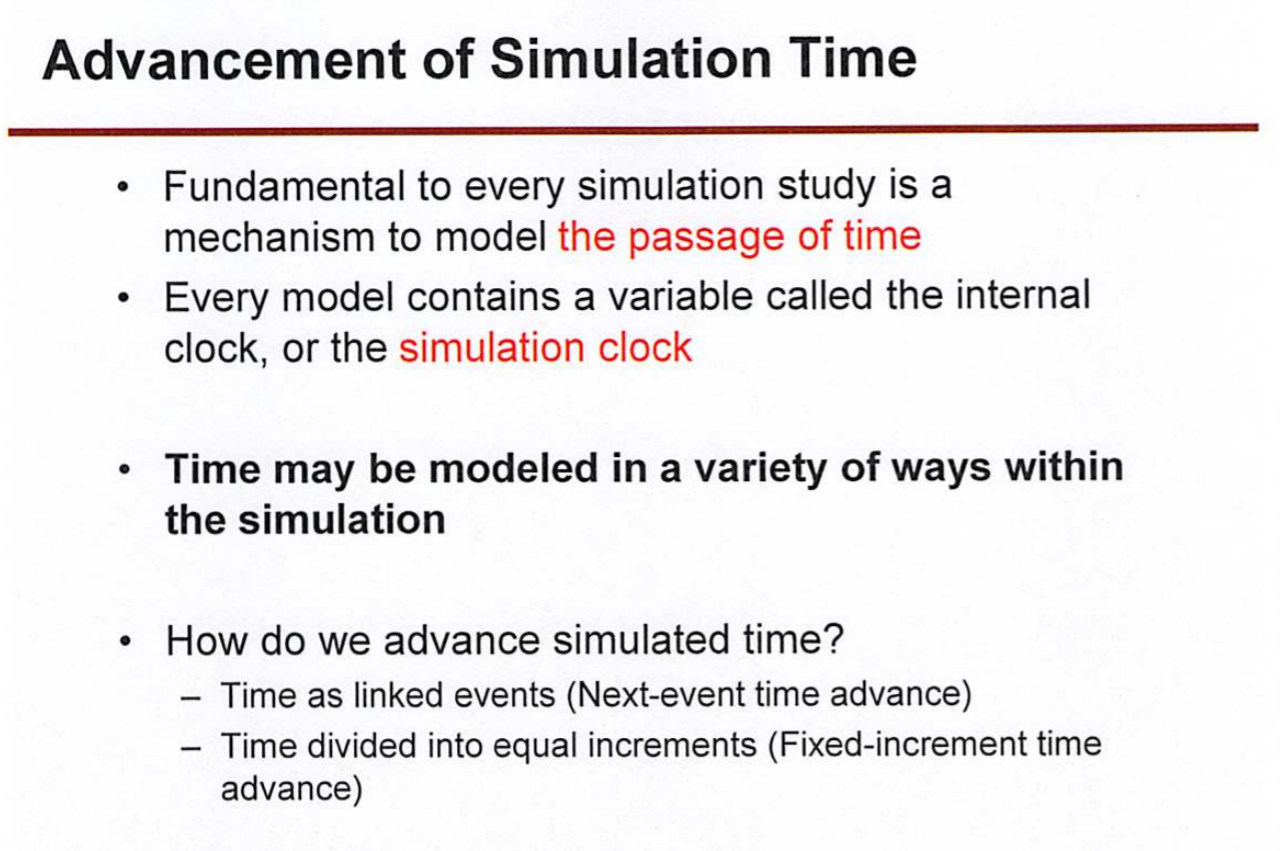 Advancement of Simulation Time
• Fundamental to every simulation study is a
mechanism to model the passage of time
• Every model contains a variable called the internal
clock, or the simulation clock
• Time may be modeled in a variety of ways within
the simulation
• How do we advance simulated time?
– Time as linked events (Next-event time advance)
– Time divided into equal increments (Fixed-increment time
advance)